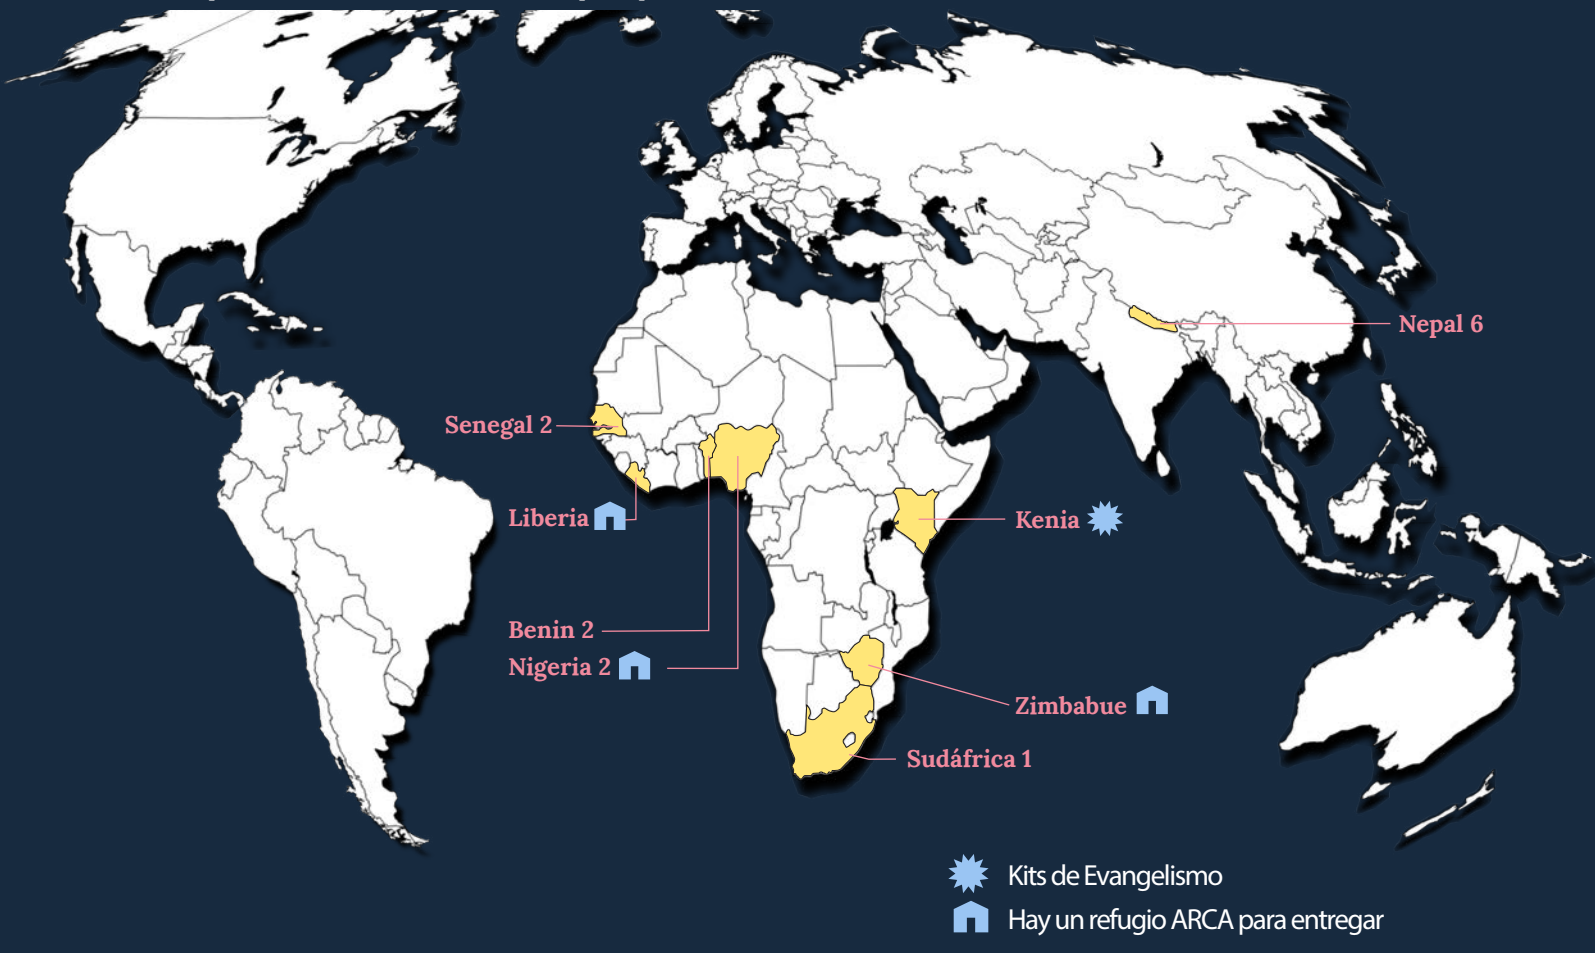 Nepal 6
Senegal 2
Liberia
Kenia
Benin 2
Nigeria 2
Zimbabue
Sudáfrica 1
Kits de Evangelismo
Hay un refugio ARCA para entregar